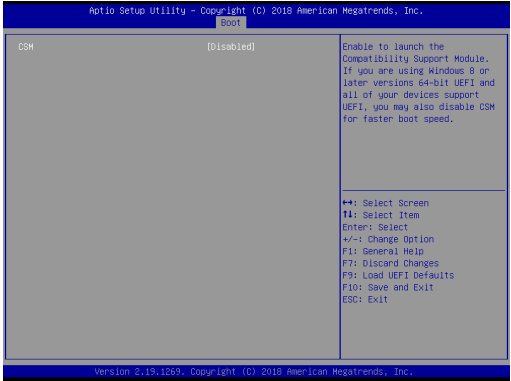 Aptio Setup Utility – Copyright (C) 2018 American Megatrends, Inc.
Boot
CSM [Disabled]
Enable to launch the
Compatibility Support Module.
If you are using Windows 8 or
later versions 64-bit UEFI and
all of your devices support
UEFI, you may also disable CSM
for faster boot speed.
↔: Select Screen
↑↓: Select Item
Enter: Select
+/-: Change Option
F1: General Help
F7: Discard Changes
F9: Load UEFI Defaults
F10: Save and Exit
ESC: Exit
Version 2.19.1269. Copyright (C) 2018 American Megatrends, Inc.